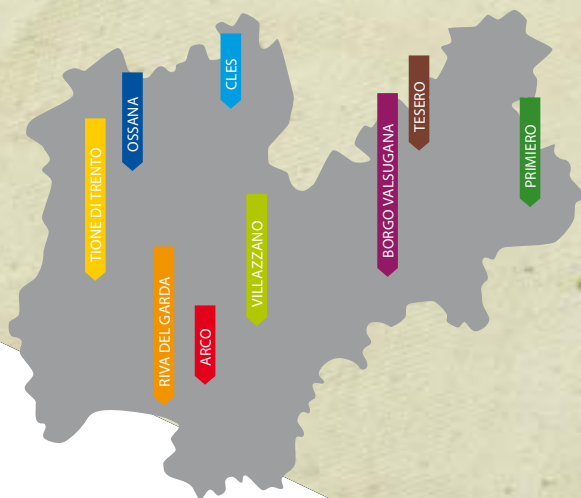 TIONE DI TRENTO
OSSANA
CLES
RIVA DEL GARDA
ARCO
VILLAZZANO
BORGO VALSUGANA
TESERO
PRIMIERO